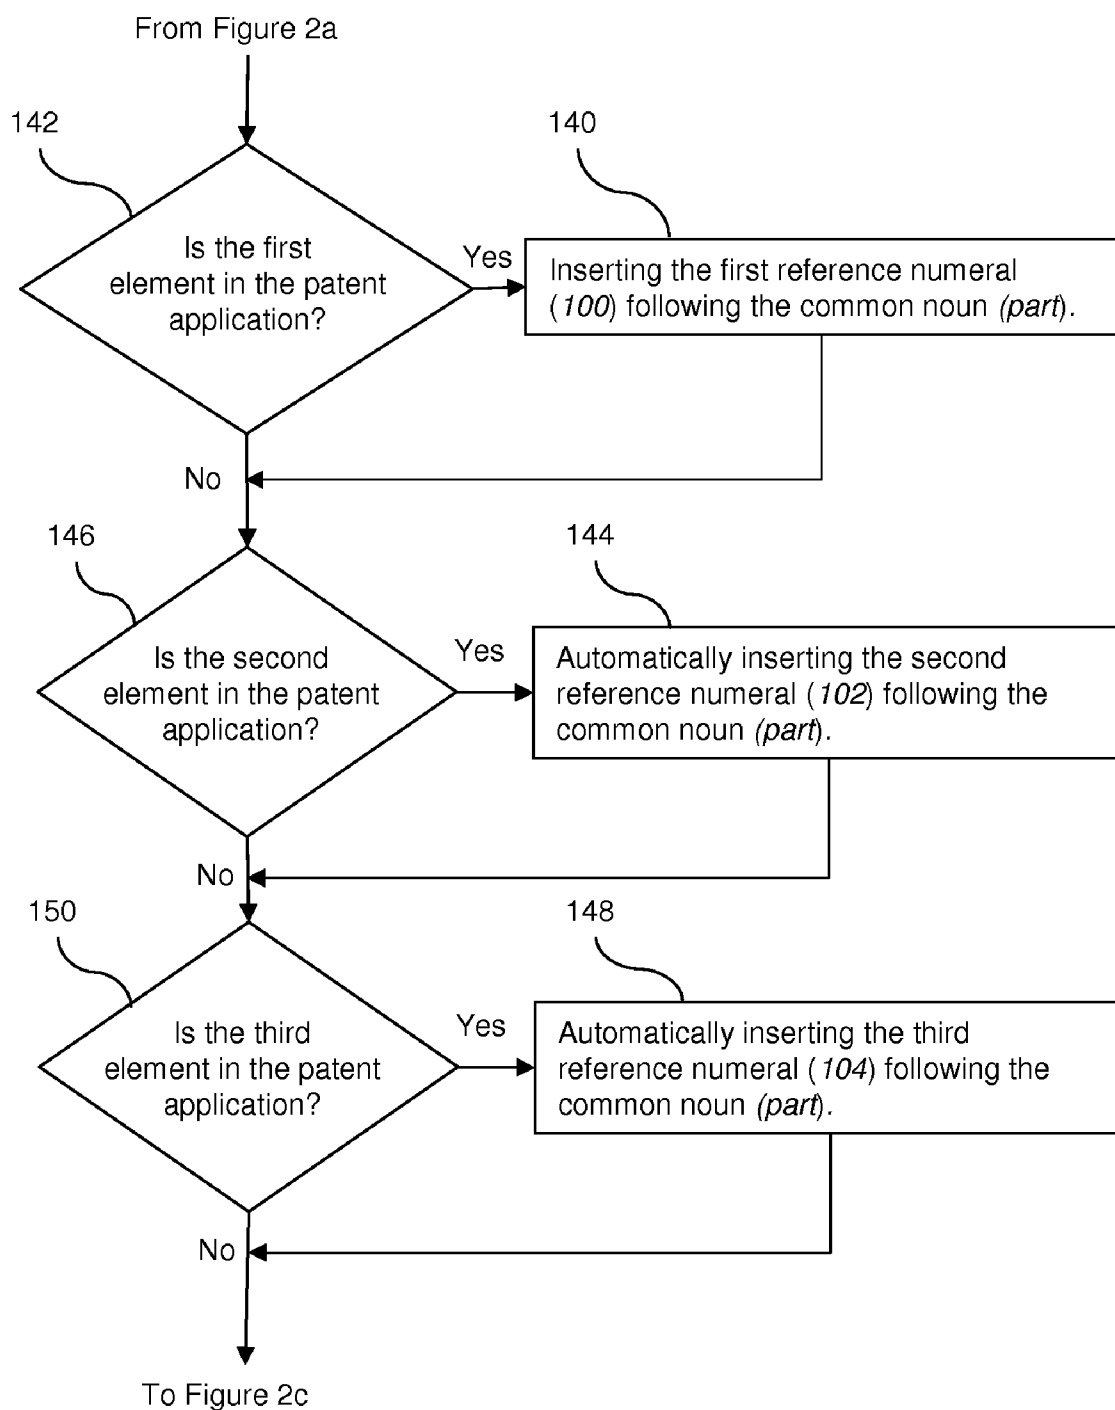 From Figure 2a
142
140
Is the first
element in the patent
application?
Yes
Inserting the first reference numeral
(100) following the common noun (part).
No
146
144
Is the second
element in the patent
application?
Yes
Automatically inserting the second
reference numeral (102) following the
common noun (part).
No
150
148
Is the third
element in the patent
application?
Yes
Automatically inserting the third
reference numeral (104) following the
common noun (part).
No
To Figure 2c